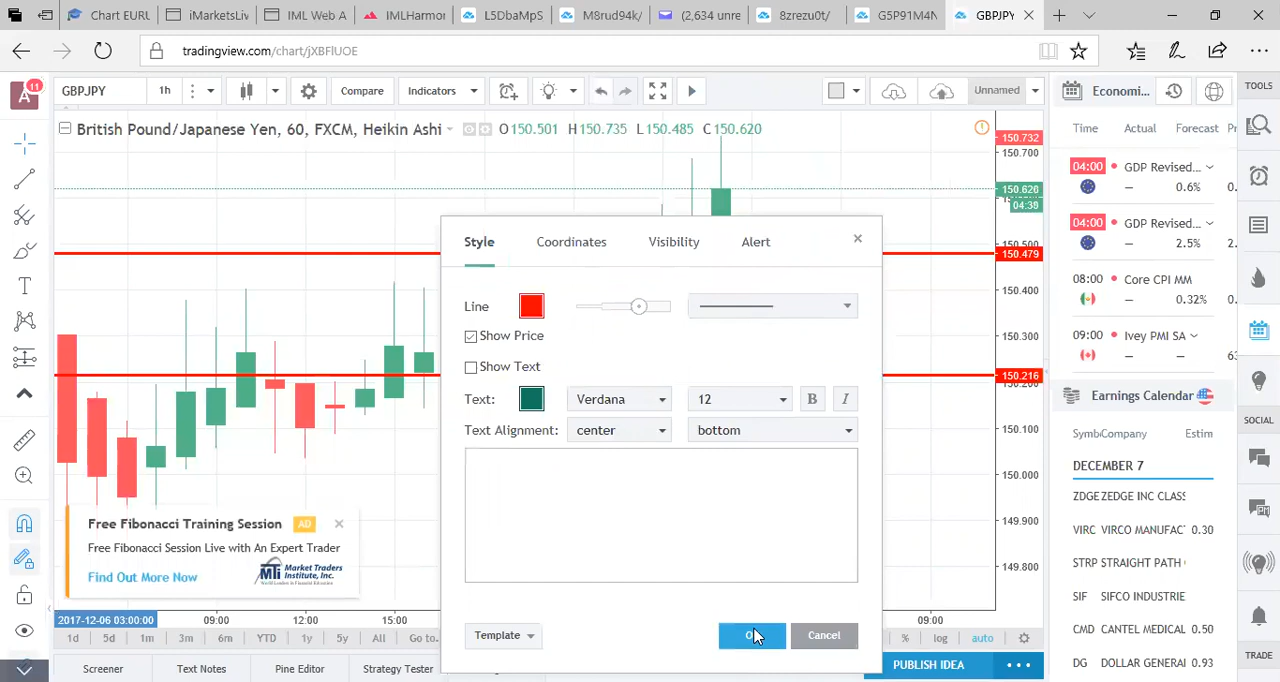 Chart EURU
iMarketsLiv
IML Web A
IMLHarmor
L5DbaMpS
M8rud94k/
(2,634 unre
8zrezu0t/
G5P91M4N
GBPJPY
tradingview.com/chart/jXBFlUOE
A
11
GBPJPY
1h
Compare
Indicators
Unnamed
Economi...
TOOLS
British Pound/Japanese Yen, 60, FXCM, Heikin Ashi
O150.501 H150.735 L150.485 C150.620
Time Actual Forecast
150.732
150.700
150.620
04:38
150.500
150.479
150.400
150.300
150.216
150.200
150.100
150.000
149.900
149.800
04:00 GDP Revised...
– 0.6% 0.
04:00 GDP Revised...
– 2.5% 2.
08:00 Core CPI MM
– 0.32% 0.
09:00 Ivey PMI SA
– – 63
Earnings Calendar
Company Estim
DECEMBER 7
ZDGE ZEDGE INC CLASS
VIRC VIRCO MANUFAC 0.30
STRP STRAIGHT PATH
SIF SIFCO INDUSTRIE
CMD CANTEL MEDICAL 0.50
DG DOLLAR GENERAL 0.93
SOCIAL
TRADE
Style Coordinates Visibility Alert
Line
Show Price
Show Text
Text: Verdana 12 B I
Text Alignment: center bottom
Template
Cancel
Free Fibonacci Training Session AD
Free Fibonacci Session Live with An Expert Trader
Find Out More Now
MTI Market Traders Institute, Inc.
2017-12-06 03:00:00 09:00 15:00 09:00
1d 5d 1m 3m 6m YTD 1y 5y All Go to.
% log auto
Screener Text Notes Pine Editor Strategy Tester
PUBLISH IDEA